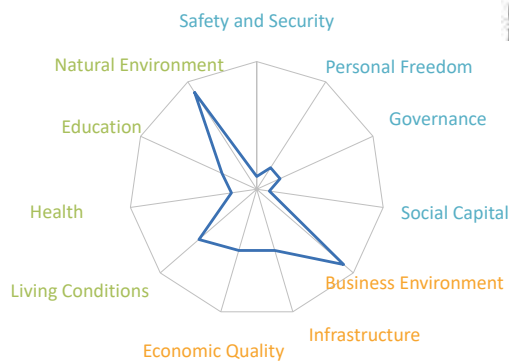 Safety and Security
Natural Environment
Personal Freedom
Education
Governance
Health
Social Capital
Living Conditions
Business Environment
Infrastructure
Economic Quality